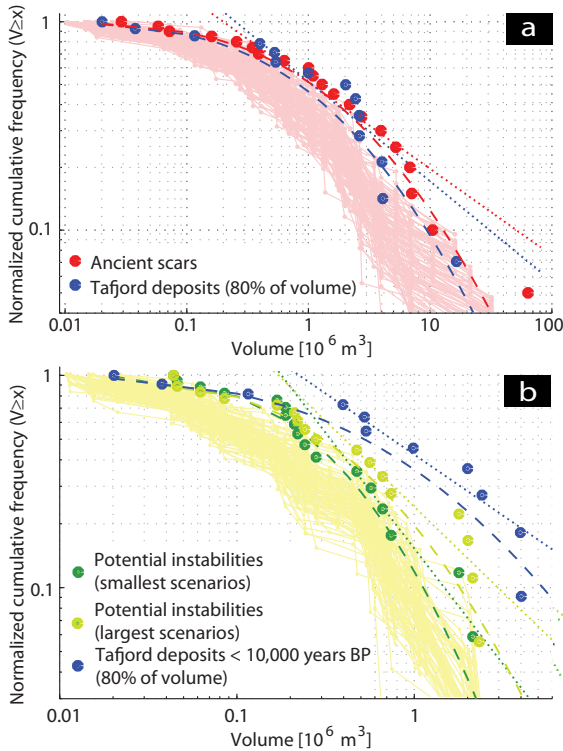 a
Normalized cumulative frequency (V≥x)
1
0.1
Ancient scars
Tafjord deposits (80% of volume)
0.01
0.1
1
10
100
Volume [10⁶ m³]
b
Normalized cumulative frequency (V≥x)
1
0.1
Potential instabilities
(smallest scenarios)
Potential instabilities
(largest scenarios)
Tafjord deposits < 10,000 years BP
(80% of volume)
0.01
0.1
1
Volume [10⁶ m³]